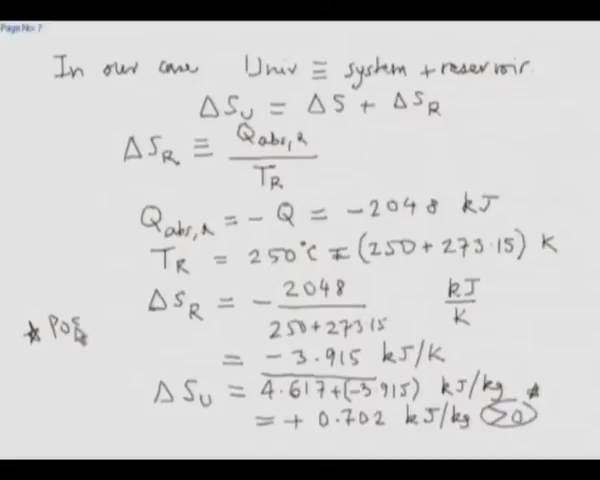 Page No: 7
In our case Univ ≡ system + reservoir.
ΔS_U = ΔS + ΔS_R
ΔS_R ≡ Q_abs,R / T_R
Q_abs,R = - Q = - 2048 kJ
T_R = 250°C ≡ (250 + 273.15) K
ΔS_R = - 2048 / 250+273.15 kJ / K
= - 3.915 kJ/K
ΔS_U = 4.617+(-3.915) kJ/kg *
= + 0.702 kJ/kg >0